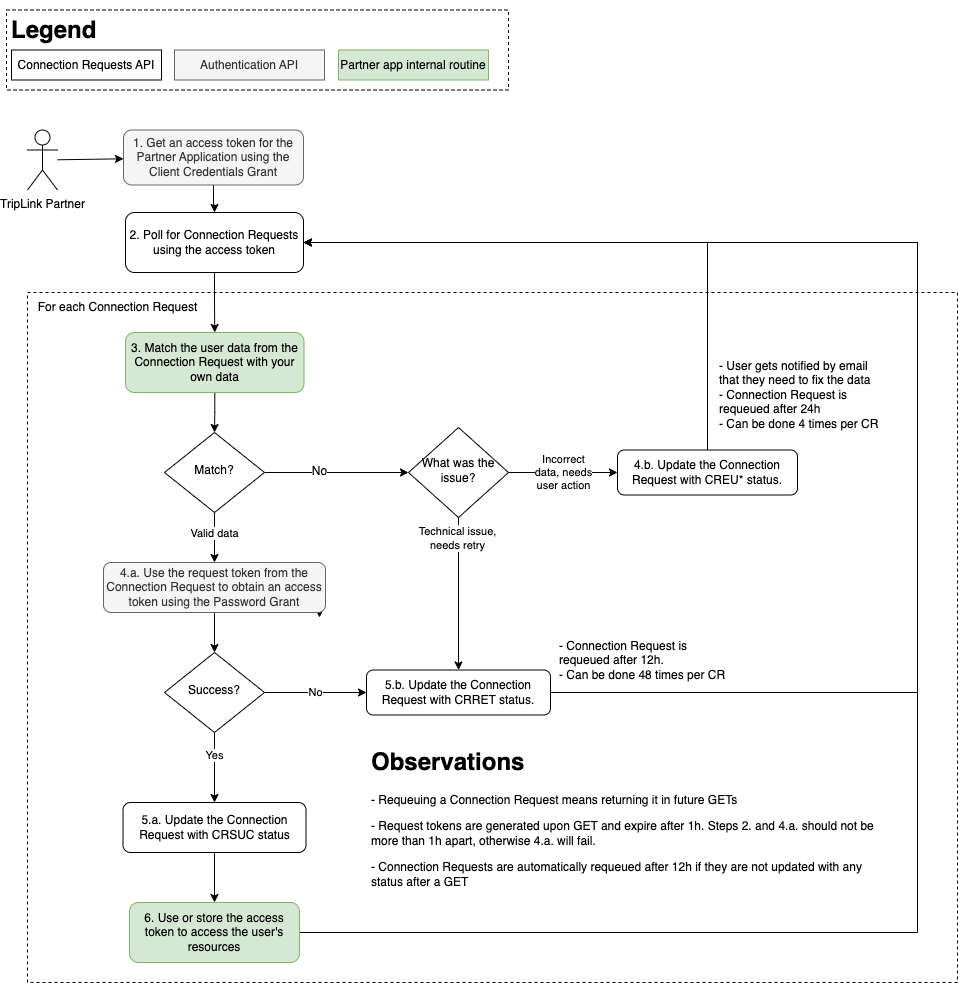 Legend
Connection Requests API
Authentication API
Partner app internal routine
TripLink Partner
1. Get an access token for the
Partner Application using the
Client Credentials Grant
2. Poll for Connection Requests
using the access token
For each Connection Request
3. Match the user data from the
Connection Request with your
own data
- User gets notified by email
that they need to fix the data
- Connection Request is
requeued after 24h
- Can be done 4 times per CR
Match?
No
What was the
issue?
Incorrect
data, needs
user action
4.b. Update the Connection
Request with CREU* status.
Valid data
Technical issue,
needs retry
4.a. Use the request token from the
Connection Request to obtain an access
token using the Password Grant
- Connection Request is
requeued after 12h.
- Can be done 48 times per CR
Success?
No
5.b. Update the Connection
Request with CRRET status.
Yes
5.a. Update the Connection
Request with CRSUC status
Observations
- Requeuing a Connection Request means returning it in future GETs
- Request tokens are generated upon GET and expire after 1h. Steps 2. and 4.a. should not be
more than 1h apart, otherwise 4.a. will fail.
- Connection Requests are automatically requeued after 12h if they are not updated with any
status after a GET
6. Use or store the access
token to access the user's
resources